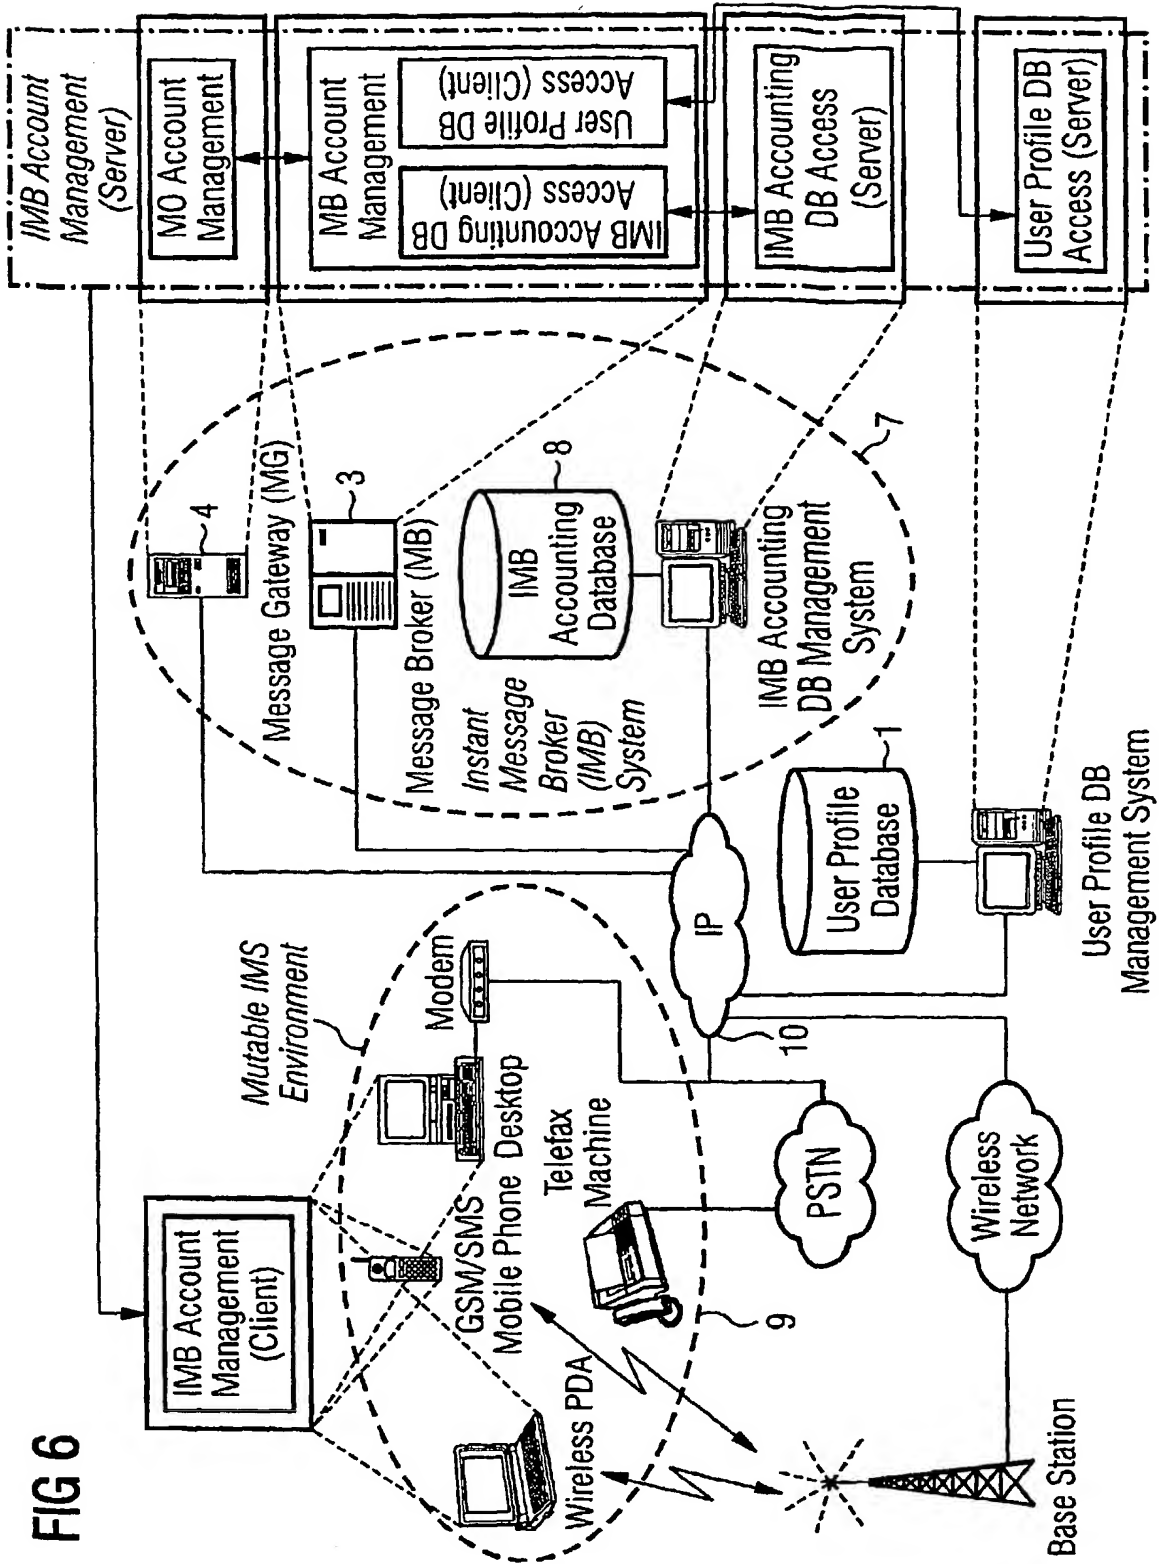 FIG 6
IMB Account
Management
(Client)
IMB Account
Management
(Server)
MO Account
Management
MB Account
Management
IMB Accounting DB
Access (Client)
User Profile DB
Access (Client)
IMB Accounting
DB Access
(Server)
User Profile DB
Access (Server)
Mutable IMS
Environment
Modem
Desktop
GSM/SMS
Mobile Phone
Wireless PDA
Telefax
Machine
9
4
Message Gateway (MG)
3
Message Broker (MB)
Instant
Message
Broker
(IMB)
System
8
IMB
Accounting
Database
IMB Accounting
DB Management
System
7
IP
10
PSTN
Wireless
Network
Base Station
1
User Profile
Database
User Profile DB
Management System